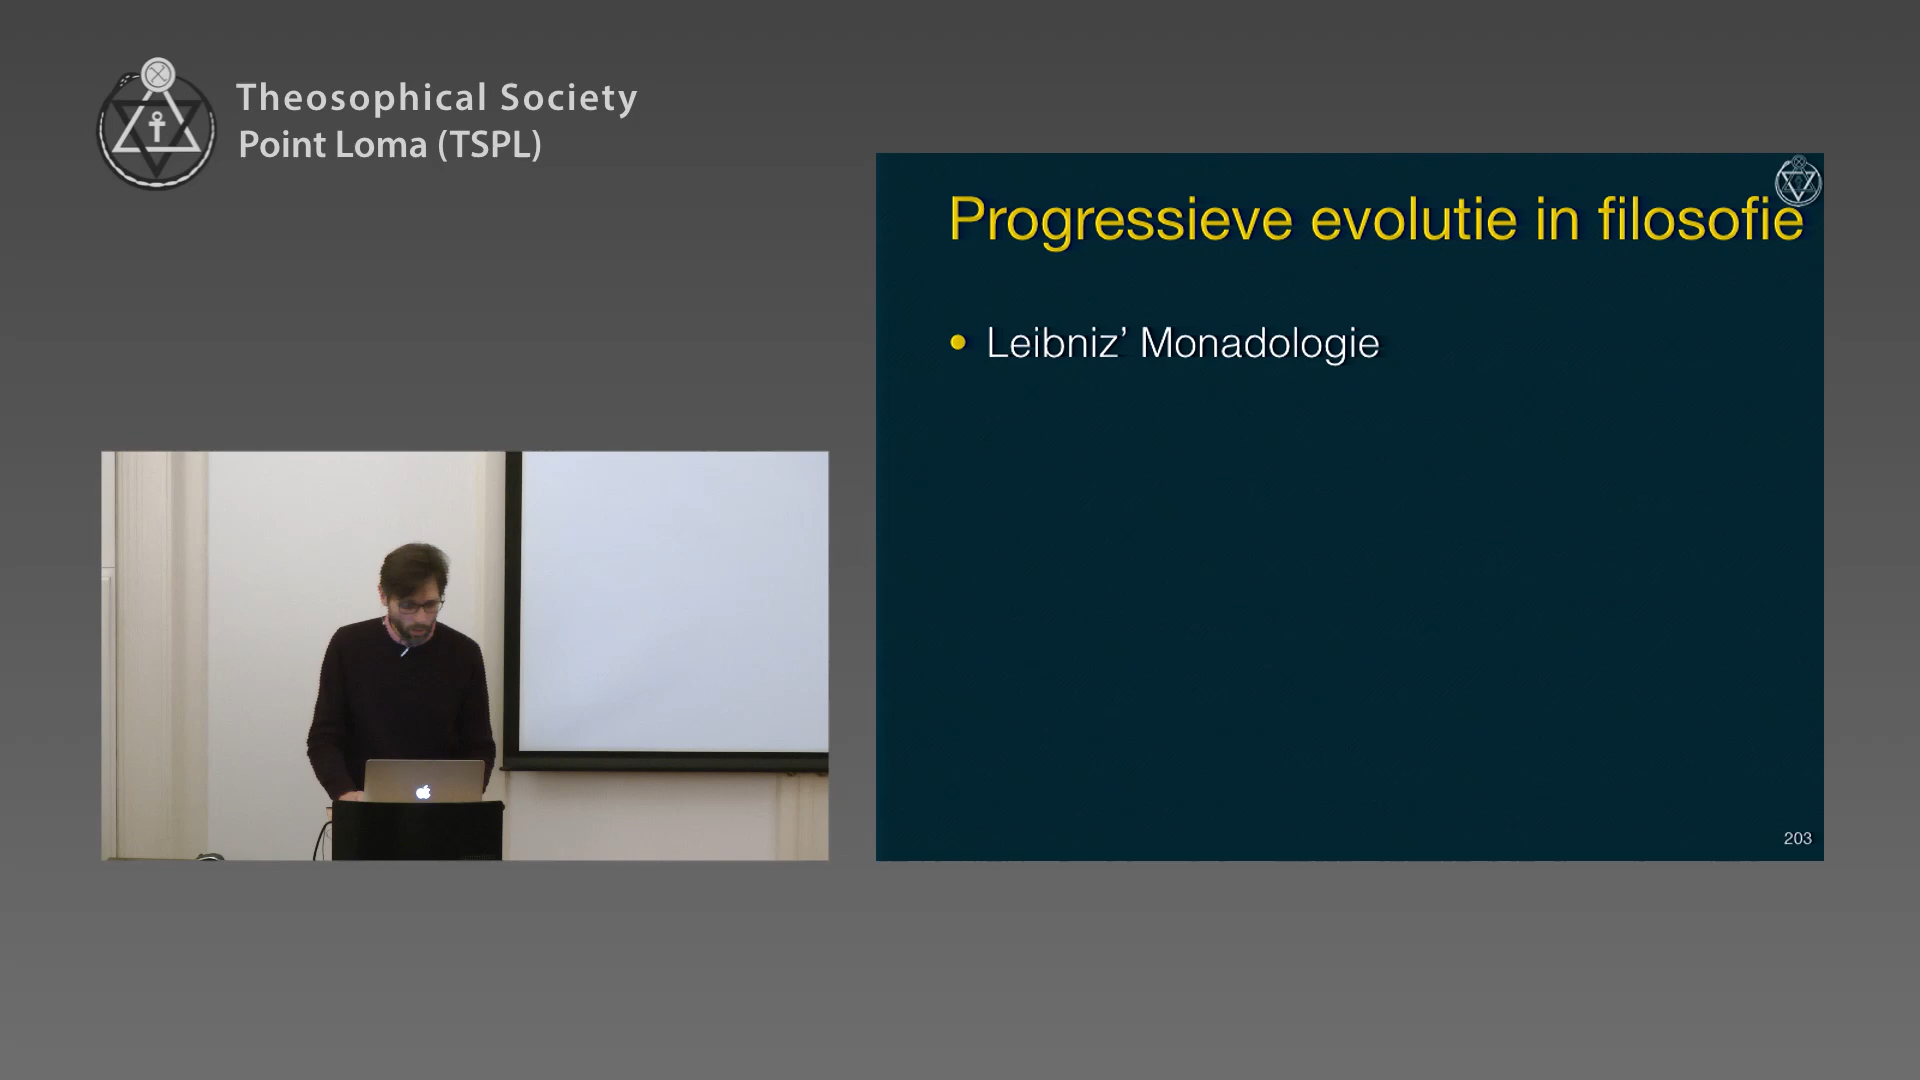 Theosophical Society
Point Loma (TSPL)
Progressieve evolutie in filosofie
• Leibniz’ Monadologie
203